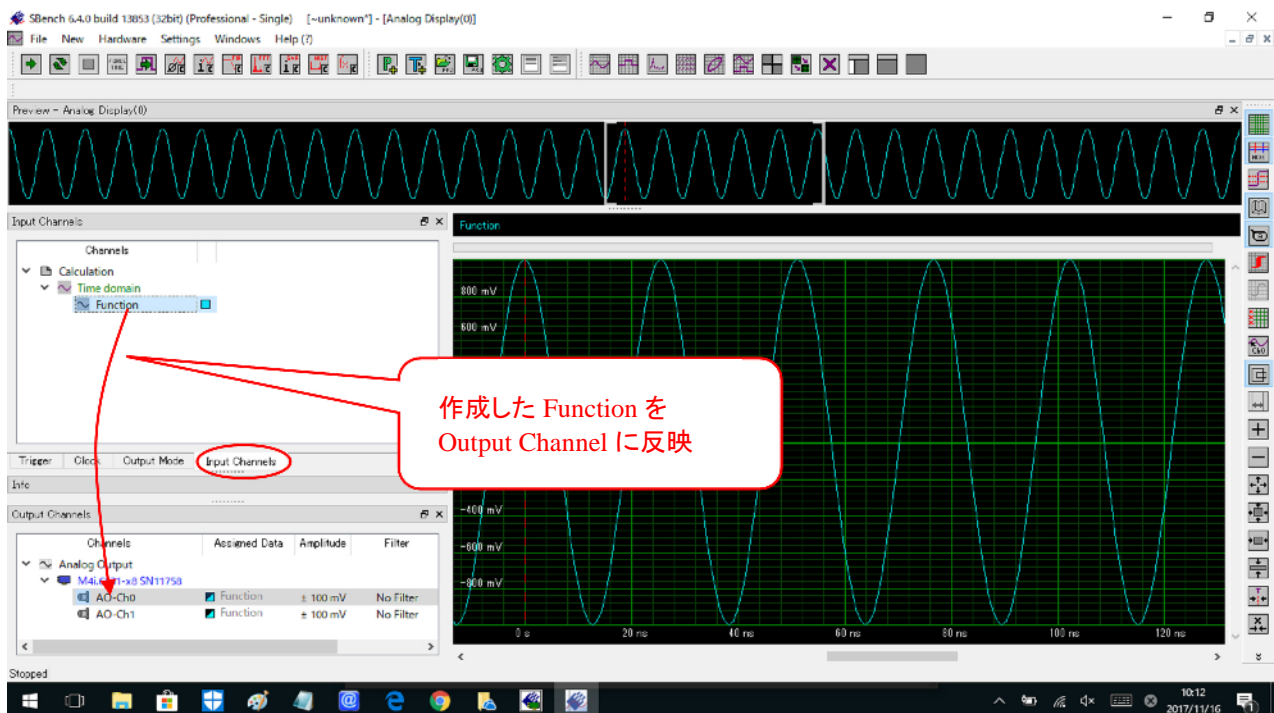 SBench 6.4.0 build 13853 (32bit) (Professional - Single) [~unknown*] - [Analog Display(0)]
File New Hardware Settings Windows Help (?)
Preview - Analog Display(0)
Input Channels
Channels
Calculation
Time domain
Function
Trigger Clock Output Mode Input Channels
Info
Output Channels
Channels Assigned Data Amplitude Filter
Analog Output
SN11758
AO-Ch0 Function ± 100 mV No Filter
AO-Ch1 Function ± 100 mV No Filter
Function
800 mV
600 mV
作成した Function を
Output Channel に反映
-400 mV
-600 mV
-800 mV
0 s 20 ns 40 ns 60 ns 80 ns 100 ns 120 ns
Ch0
Stopped
10:12
2017/11/16